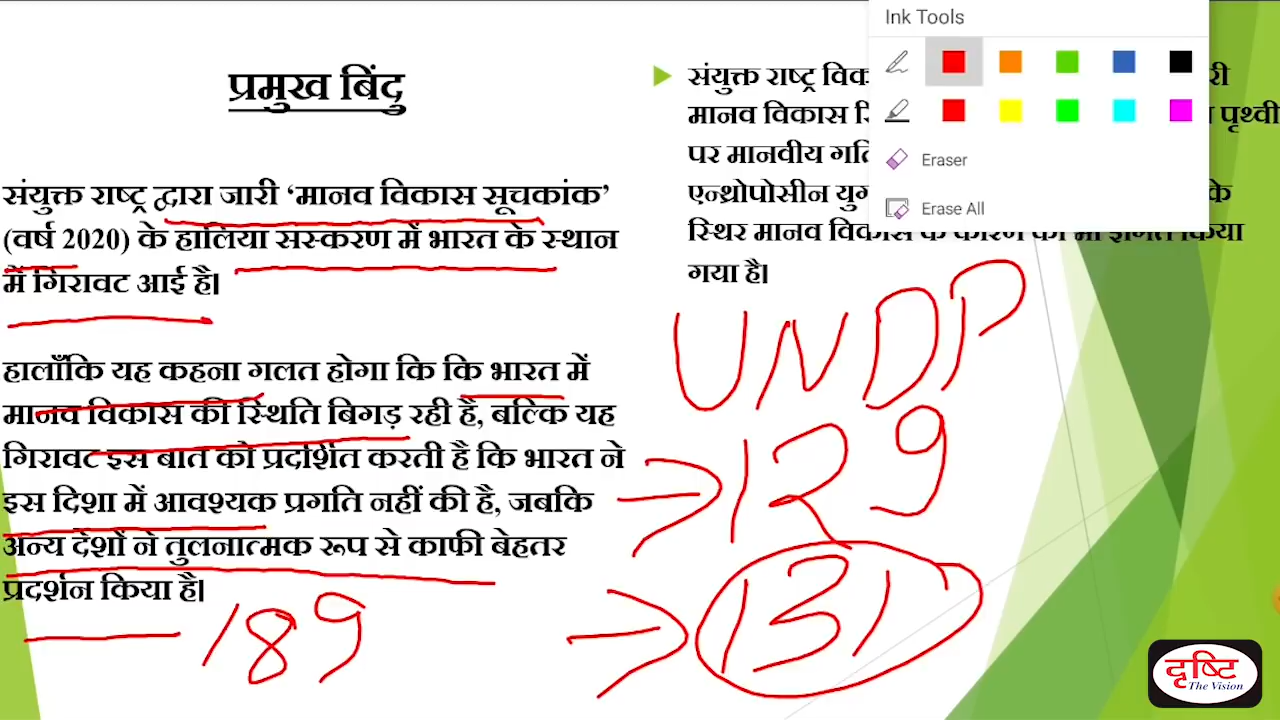 प्रमुख बिंदु
संयुक्त राष्ट्र द्वारा जारी ‘मानव विकास सूचकांक’
(वर्ष 2020) के हालिया संस्करण में भारत के स्थान
में गिरावट आई है।
हालाँकि यह कहना गलत होगा कि कि भारत में
मानव विकास की स्थिति बिगड़ रही है, बल्कि यह
गिरावट इस बात को प्रदर्शित करती है कि भारत ने
इस दिशा में आवश्यक प्रगति नहीं की है, जबकि
अन्य देशों ने तुलनात्मक रूप से काफी बेहतर
प्रदर्शन किया है।
189
संयुक्त राष्ट्र
मानव विकास
पर मानवीय
पृथ्वी
एन्थ्रोपोसीन
कि
स्थिर मानव विकास के कारण किया
गया है।
UNDP
129
131
Ink Tools
Eraser
Erase All
दृष्टि
The Vision